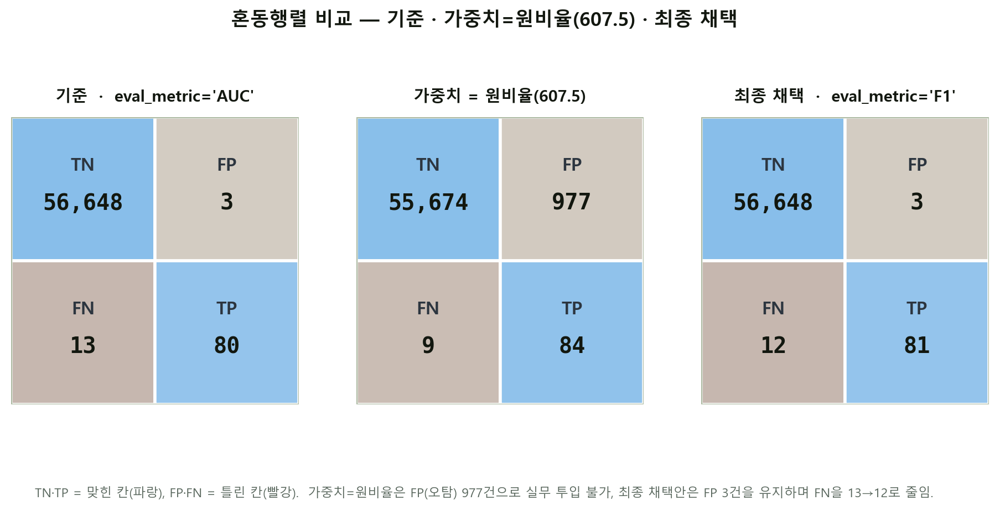 혼동행렬 비교 — 기준 · 가중치=원비율(607.5) · 최종 채택
기준 · eval_metric='AUC'
TN
56,648
FP
3
FN
13
TP
80
가중치 = 원비율(607.5)
TN
55,674
FP
977
FN
9
TP
84
최종 채택 · eval_metric='F1'
TN
56,648
FP
3
FN
12
TP
81
TN·TP = 맞힌 칸(파랑), FP·FN = 틀린 칸(빨강). 가중치=원비율은 FP(오탐) 977건으로 실무 투입 불가, 최종 채택안은 FP 3건을 유지하며 FN을 13→12로 줄임.